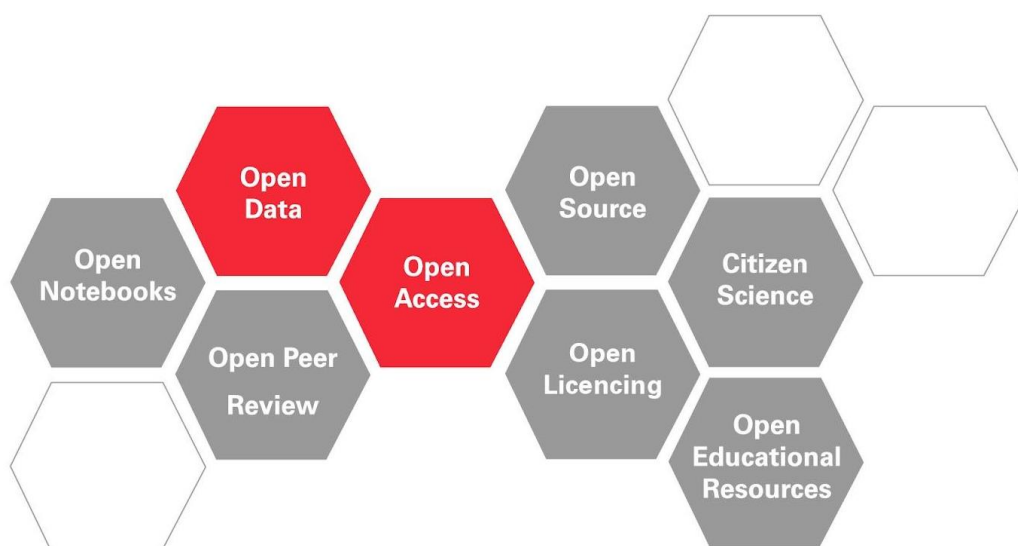 Open
Data
Open
Source
Open
Notebooks
Open
Access
Citizen
Science
Open Peer
Review
Open
Licencing
Open
Educational
Resources